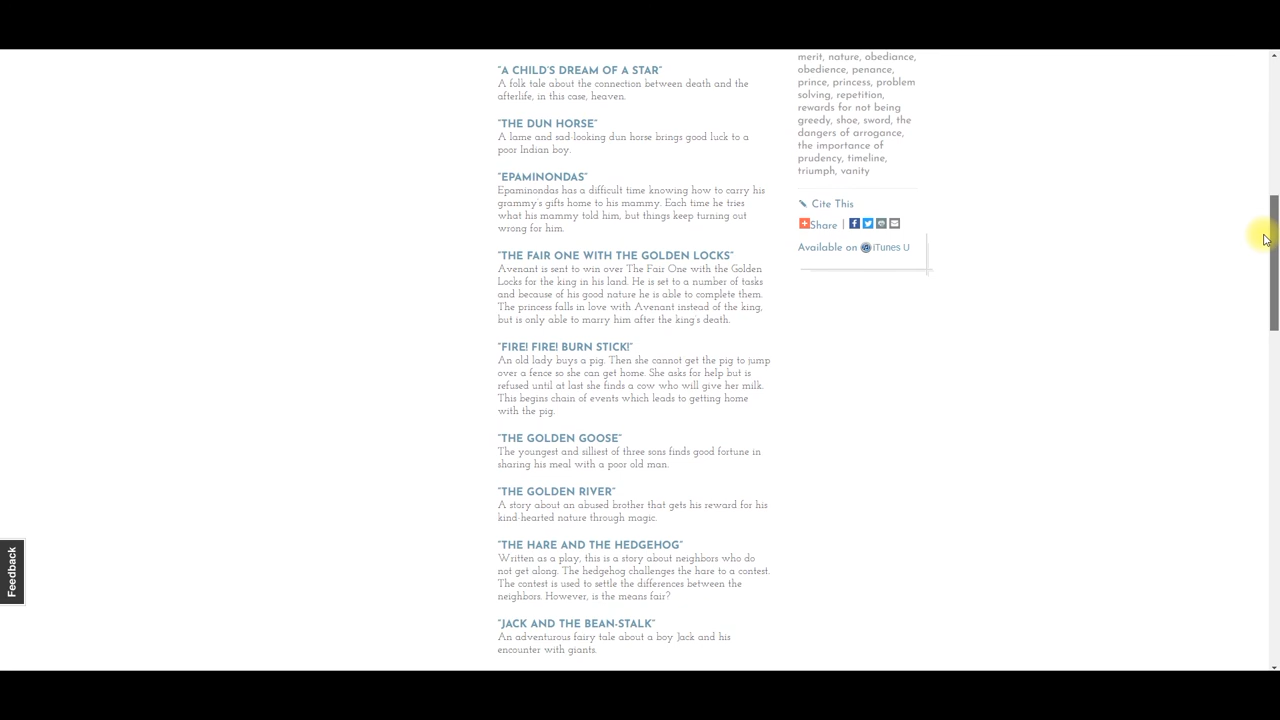 "A CHILD'S DREAM OF A STAR"
A folk tale about the connection between death and the
afterlife, in this case, heaven.
"THE DUN HORSE"
A lame and sad-looking dun horse brings good luck to a
poor Indian boy.
"EPAMINONDAS"
Epaminondas has a difficult time knowing how to carry his
grammy's gifts home to his mammy. Each time he tries
what his mammy told him, but things keep turning out
wrong for him.
"THE FAIR ONE WITH THE GOLDEN LOCKS"
Avenant is sent to win over The Fair One with the Golden
Locks for the king in his land. He is set to a number of tasks
and because of his good nature he is able to complete them.
The princess falls in love with Avenant instead of the king,
but is only able to marry him after the king's death.
"FIRE! FIRE! BURN STICK!"
An old lady buys a pig. Then she cannot get the pig to jump
over a fence so she can get home. She asks for help but is
refused until at last she finds a cow who will give her milk.
This begins chain of events which leads to getting home
with the pig.
"THE GOLDEN GOOSE"
The youngest and silliest of three sons finds good fortune in
sharing his meal with a poor old man.
"THE GOLDEN RIVER"
A story about an abused brother that gets his reward for his
kind-hearted nature through magic.
"THE HARE AND THE HEDGEHOG"
Written as a play, this is a story about neighbors who do
not get along. The hedgehog challenges the hare to a contest.
The contest is used to settle the differences between the
neighbors. However, is the means fair?
"JACK AND THE BEAN-STALK"
An adventurous fairy tale about a boy Jack and his
encounter with giants.
merit, nature, obediance,
obedience, penance,
prince, princess, problem
solving, repetition,
rewards for not being
greedy, shoe, sword, the
dangers of arrogance,
the importance of
prudency, timeline,
triumph, vanity
Cite This
Share |
Available on iTunes U
Feedback